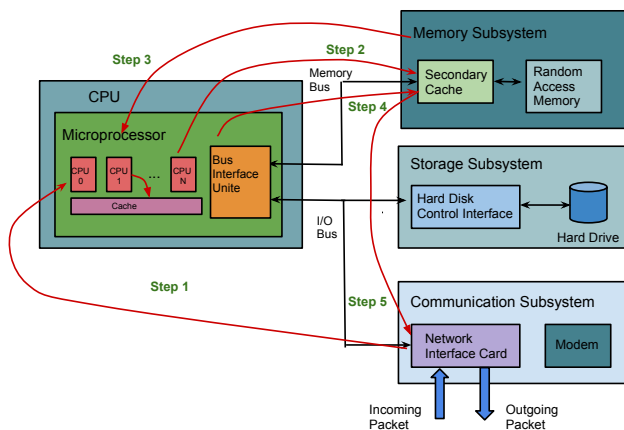 Memory Subsystem
Step 3
Step 2
Memory
Bus
Secondary
Cache
Random
Access
Memory
CPU
Step 4
Microprocessor
Bus
Interface
Unite
CPU
0
CPU
1
...
CPU
N
Cache
Storage Subsystem
Hard Disk
Control Interface
I/O
Bus
Hard Drive
Step 1
Step 5
Communication Subsystem
Network
Interface Card
Modem
Incoming
Packet
Outgoing
Packet